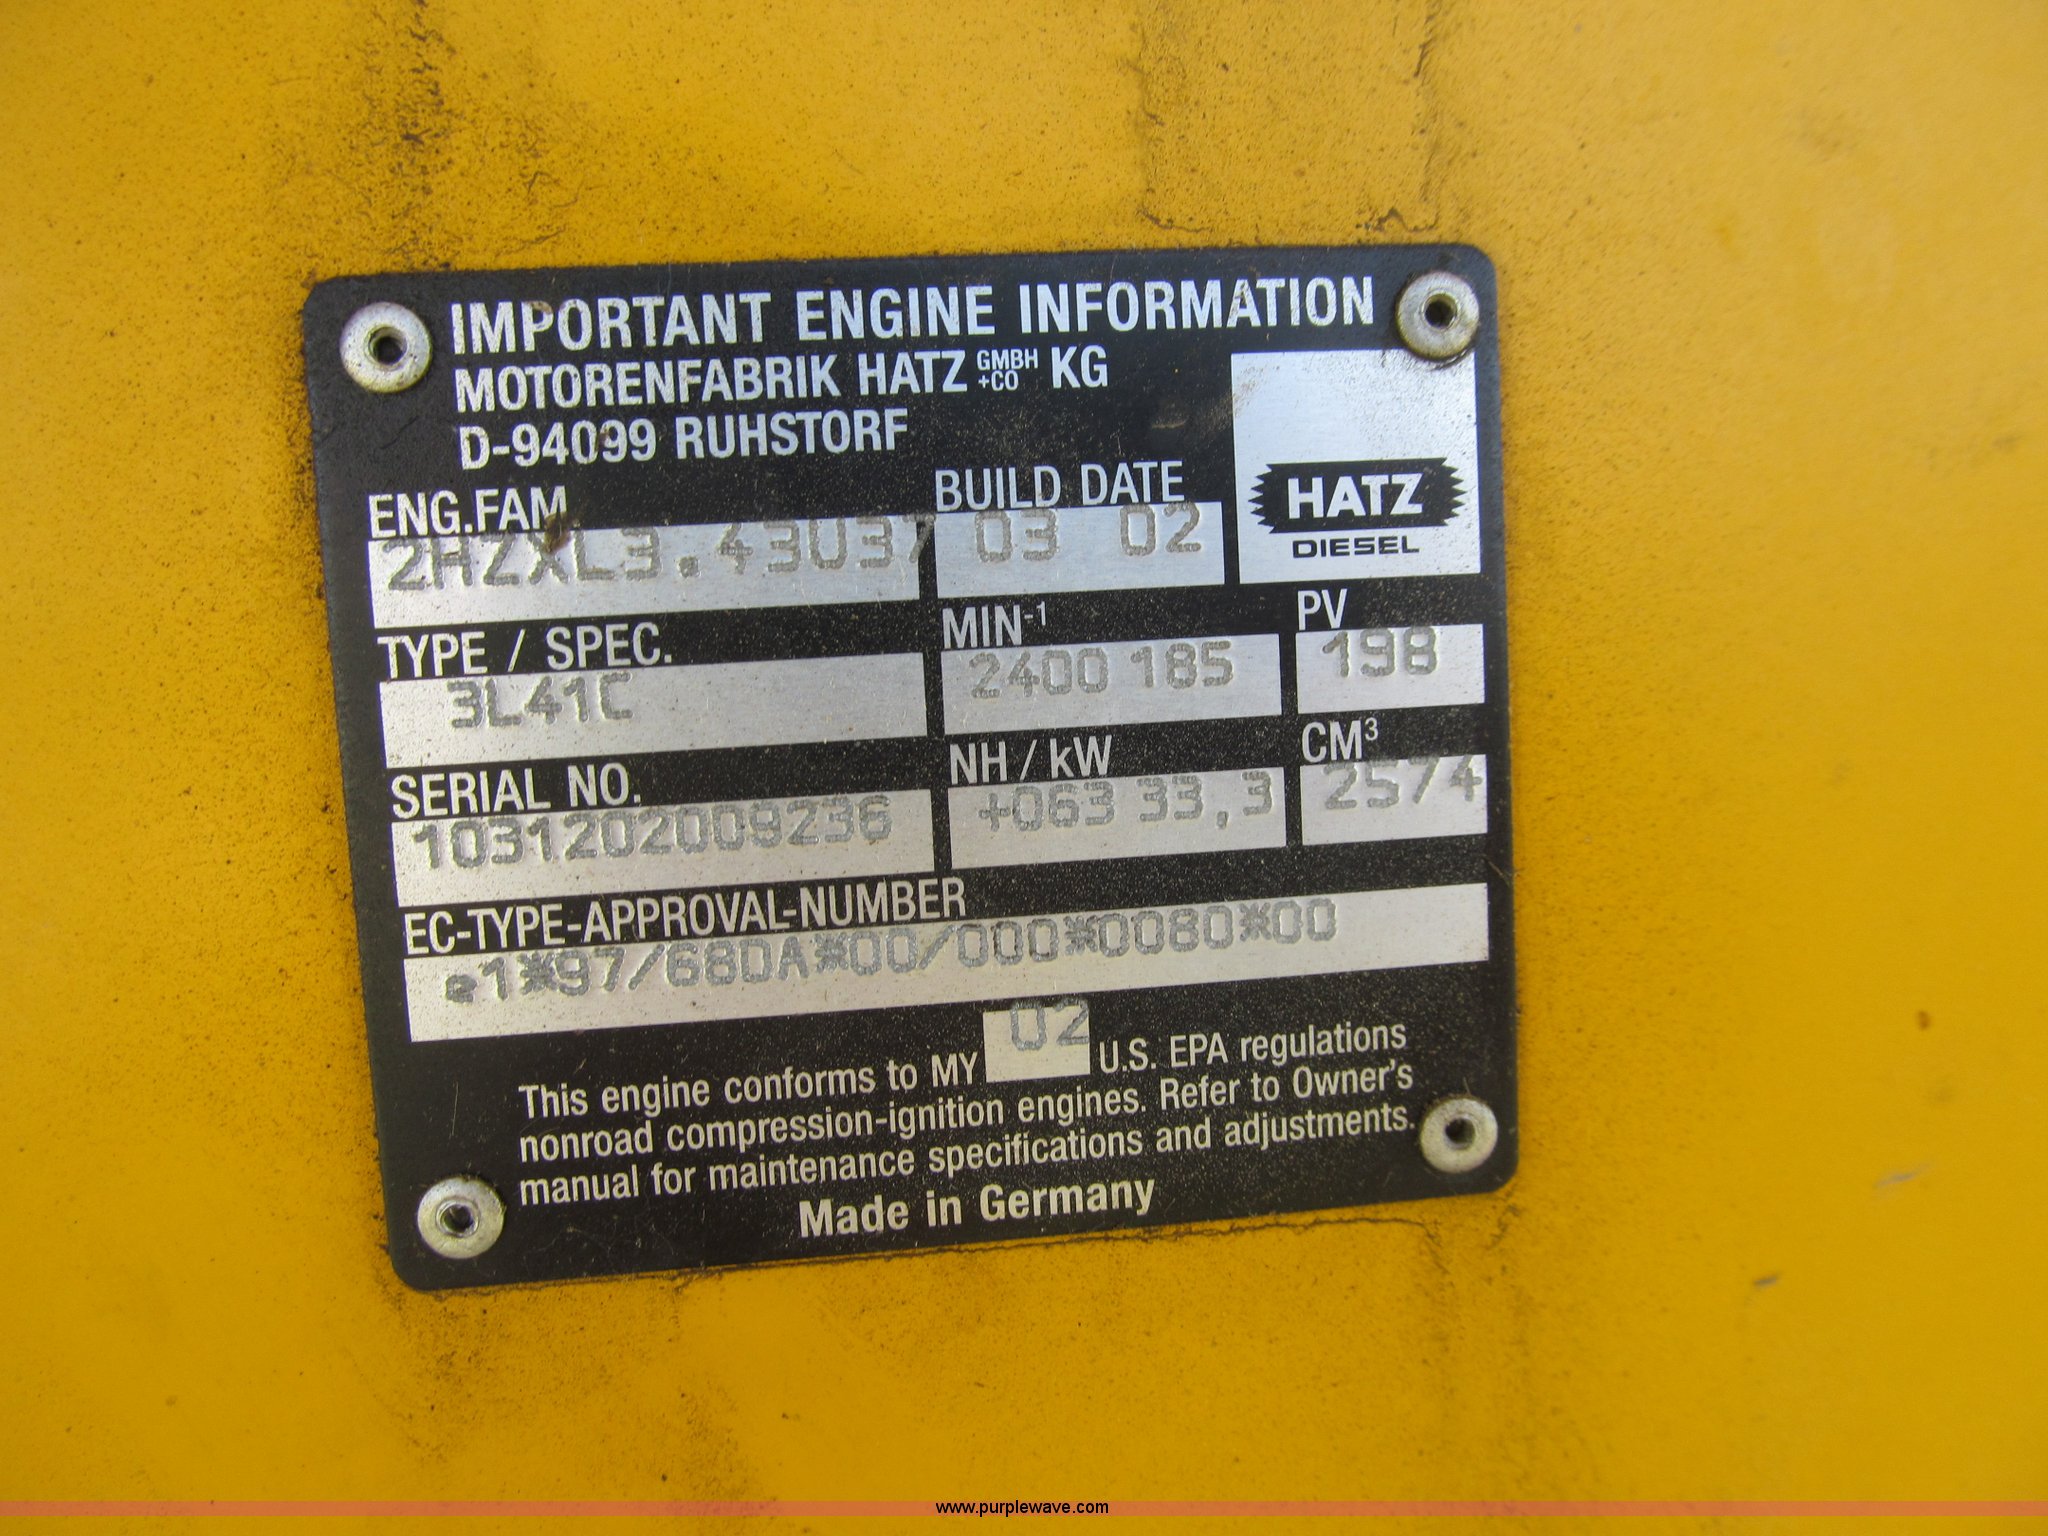 IMPORTANT ENGINE INFORMATION
MOTORENFABRIK HATZ GMBH +CO KG
D-94099 RUHSTORF
HATZ
DIESEL
ENG.FAM BUILD DATE
2HZXL3.43U37 03 02
TYPE / SPEC. MIN-1 PV
3L41C 2400 185 198
SERIAL NO. NH / kW CM3
1031202009236 +063 33,3 2574
EC-TYPE-APPROVAL-NUMBER
e1*97/68DA*00/000*0080*00
This engine conforms to MY 02 U.S. EPA regulations
nonroad compression-ignition engines. Refer to Owner's
manual for maintenance specifications and adjustments.
Made in Germany
www.purplewave.com